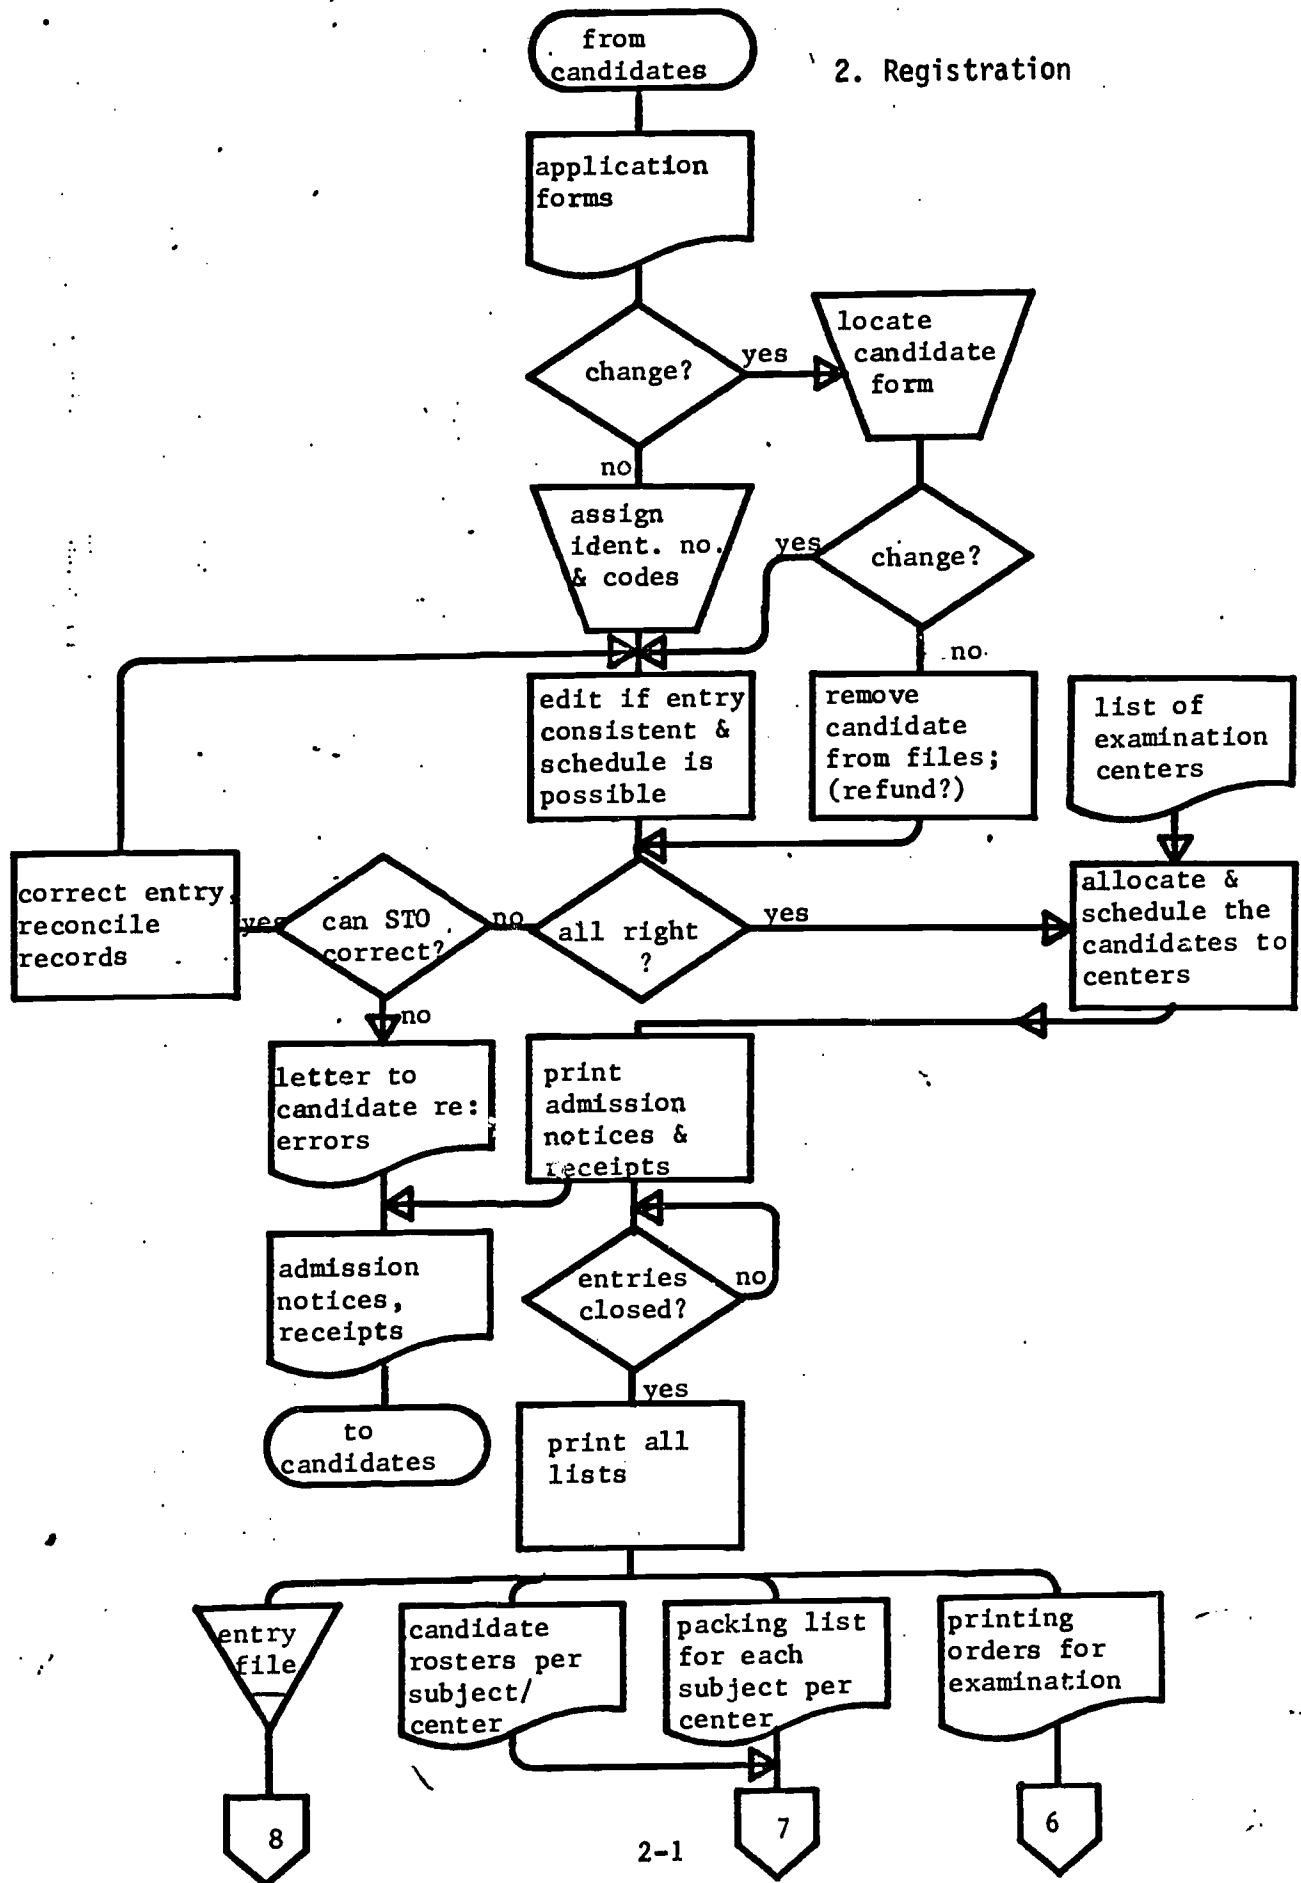 from
candidates
2. Registration
application
forms
change?
yes
locate
candidate
form
no
assign
ident. no.
& codes
yes
change?
no
edit if entry
consistent &
schedule is
possible
remove
candidate
from files;
(refund?)
list of
examination
centers
correct entry,
reconcile
records
yes
can STO
correct?
no
all right
?
yes
allocate &
schedule the
candidates to
centers
no
letter to
candidate re:
errors
print
admission
notices &
receipts
admission
notices,
receipts
entries
closed?
no
yes
to
candidates
print all
lists
entry
file
candidate
rosters per
subject/
center
packing list
for each
subject per
center
printing
orders for
examination
8
7
6
2-1